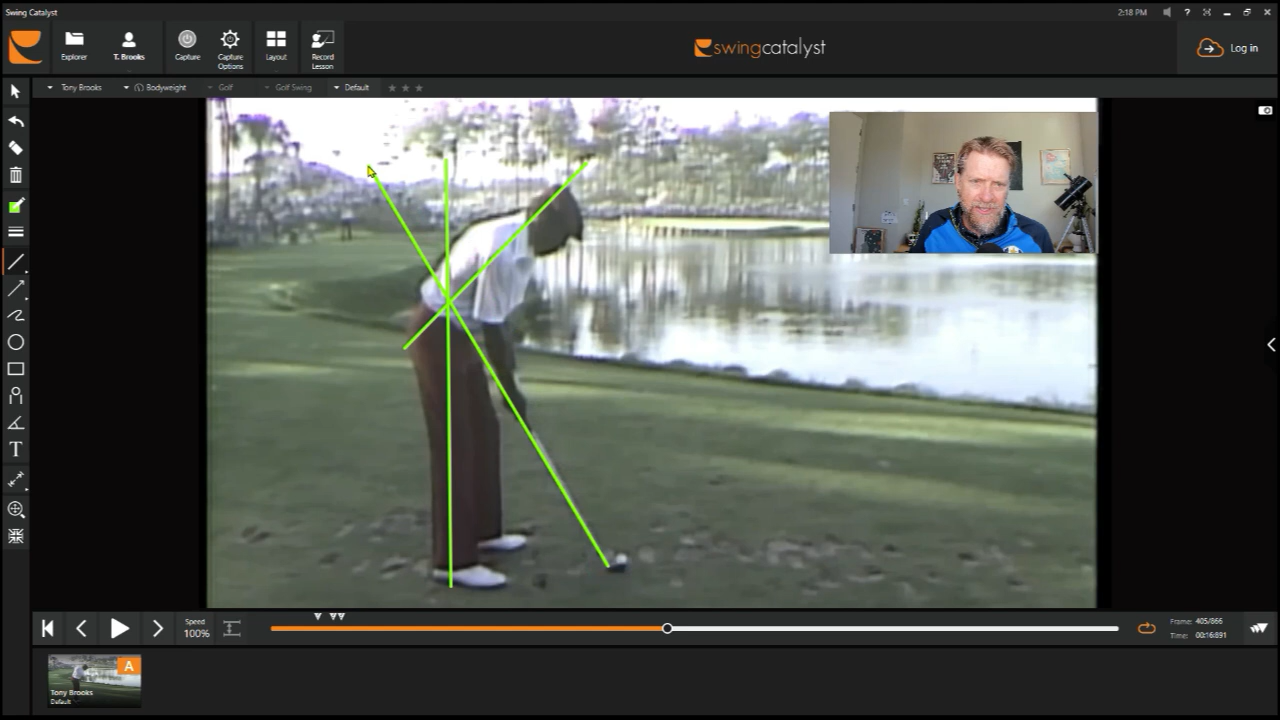 Swing Catalyst
2:18 PM
?
Explorer
T. Brooks
Capture
Capture
Options
Layout
Record
Lesson
swingcatalyst
Log in
Tony Brooks
Bodyweight
Golf
Golf Swing
Default
T
Speed
100%
Frame: 405/866
Time: 00:16:891
A
Tony Brooks
Default